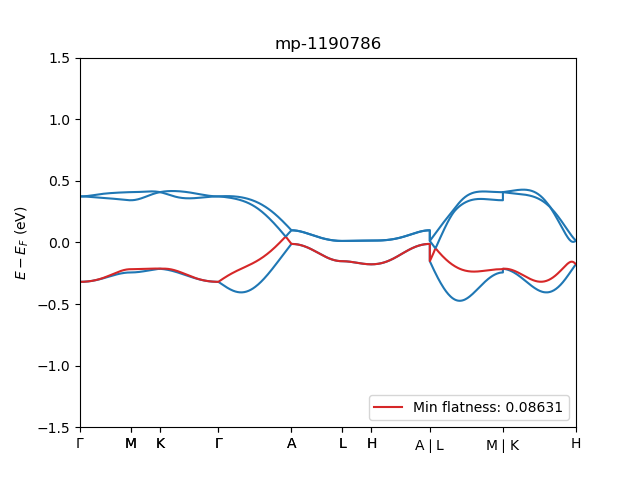 mp-1190786
E − E_F (eV)
1.5
1.0
0.5
0.0
−0.5
−1.0
−1.5
Min flatness: 0.08631
Γ M K Γ A L H A | L M | K H